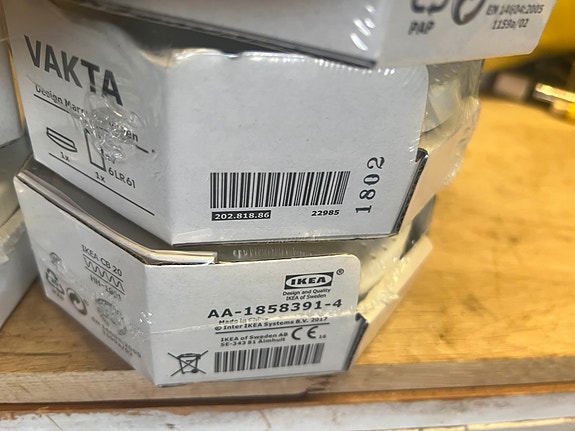 PAP
EN 14604:2005
1159a/02
VAKTA
Design
1x
1x
6LR61
202.818.86
22985
1802
IKEA CB 20
IKEA®
Design and Quality
IKEA of Sweden
AA-1858391-4
Made in China
© Inter IKEA Systems B.V. 2017
IKEA of Sweden AB
SE-343 81 Älmhult
CE